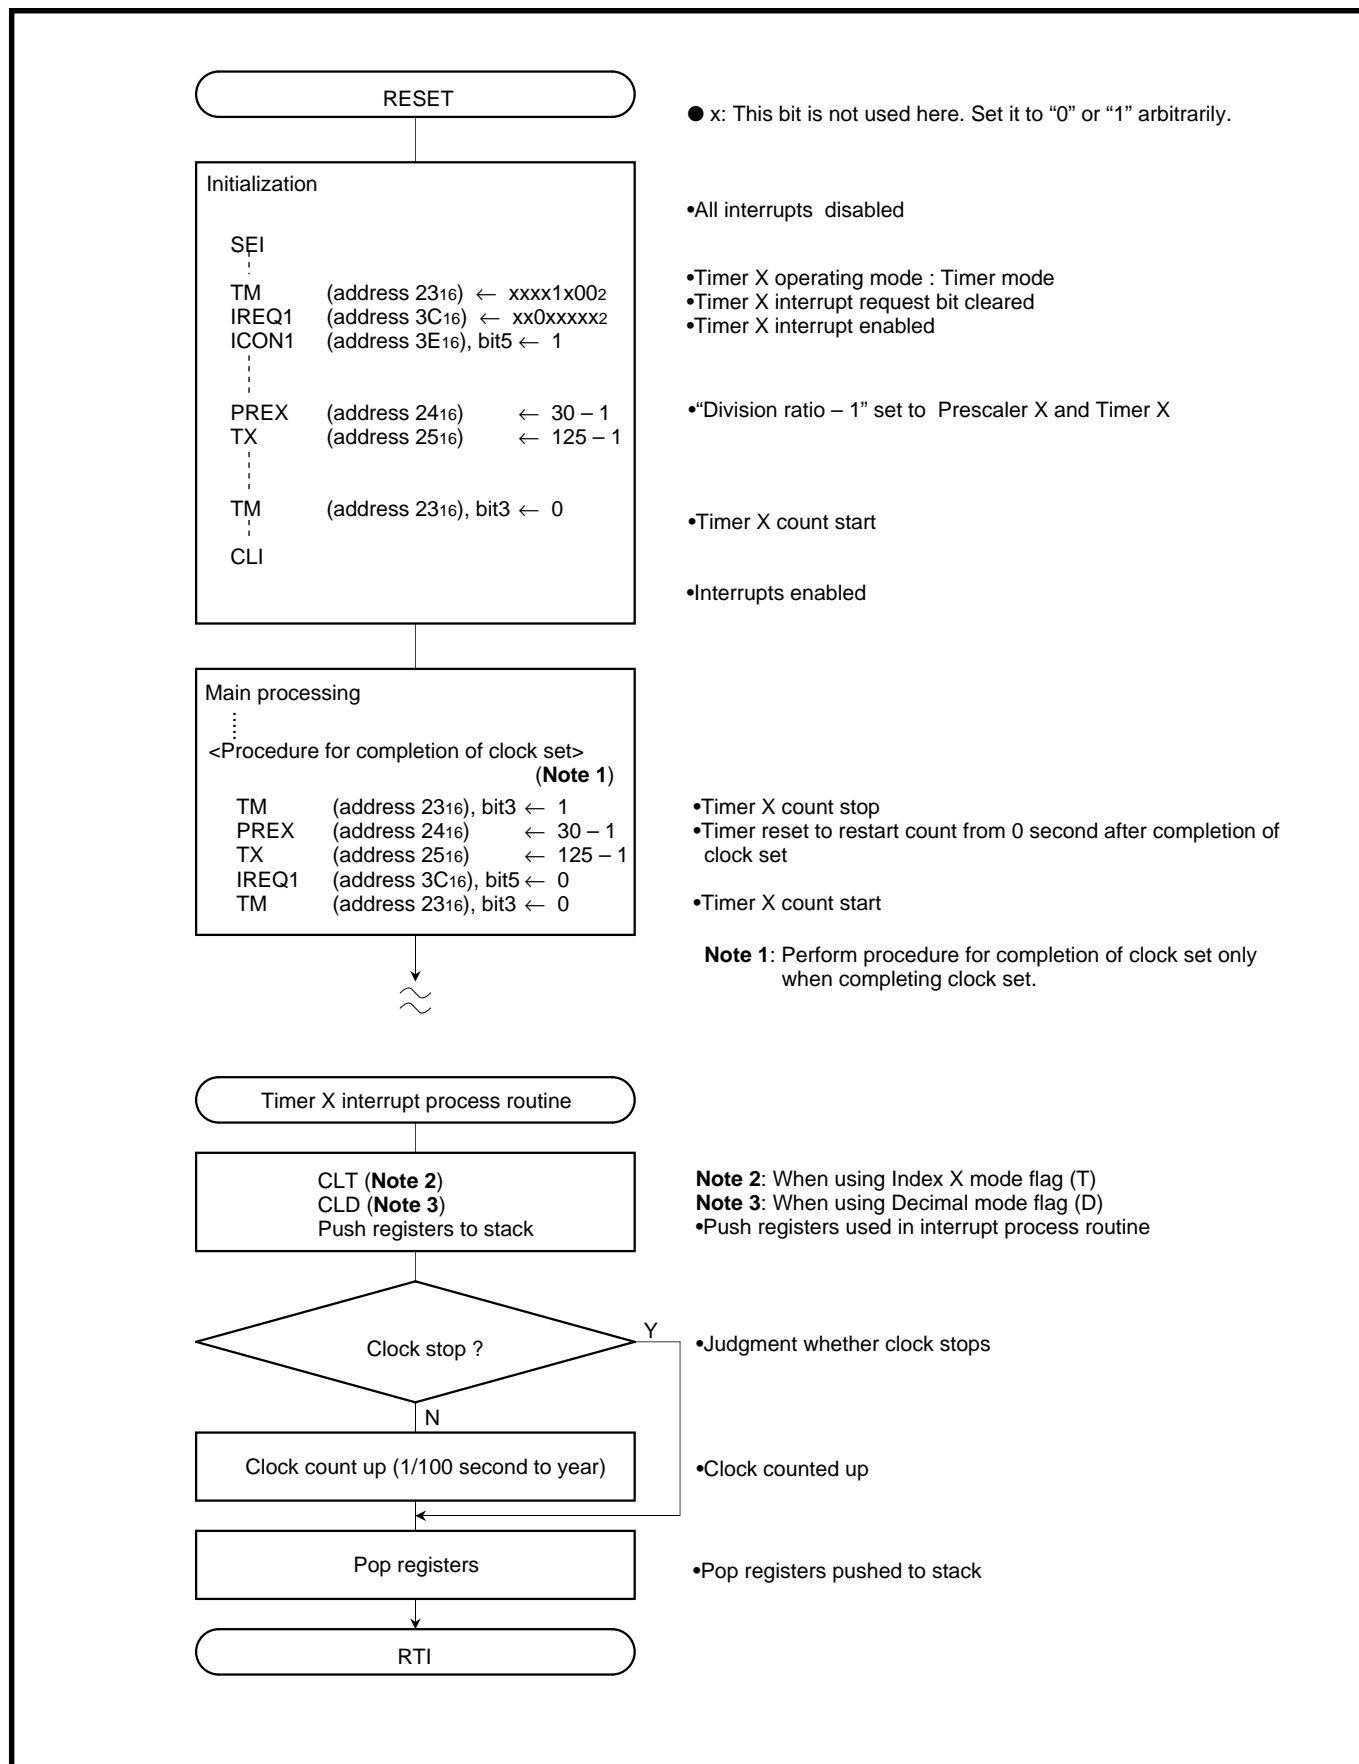 RESET
● x: This bit is not used here. Set it to “0” or “1” arbitrarily.
Initialization
•All interrupts  disabled
SEI
•Timer X operating mode : Timer mode
TM (address 2316) ← xxxx1x002
•Timer X interrupt request bit cleared
IREQ1 (address 3C16) ← xx0xxxxx2
•Timer X interrupt enabled
ICON1 (address 3E16), bit5 ← 1
PREX (address 2416) ← 30 – 1
•“Division ratio – 1” set to  Prescaler X and Timer X
TX (address 2516) ← 125 – 1
TM (address 2316), bit3 ← 0
•Timer X count start
CLI
•Interrupts enabled
Main processing
<Procedure for completion of clock set>
(Note 1)
TM (address 2316), bit3 ← 1
•Timer X count stop
PREX (address 2416) ← 30 – 1
•Timer reset to restart count from 0 second after completion of
TX (address 2516) ← 125 – 1
clock set
IREQ1 (address 3C16), bit5 ← 0
TM (address 2316), bit3 ← 0
•Timer X count start
Note 1: Perform procedure for completion of clock set only
when completing clock set.
Timer X interrupt process routine
CLT (Note 2)
Note 2: When using Index X mode flag (T)
CLD (Note 3)
Note 3: When using Decimal mode flag (D)
Push registers to stack
•Push registers used in interrupt process routine
Y
Clock stop ?
•Judgment whether clock stops
N
Clock count up (1/100 second to year)
•Clock counted up
Pop registers
•Pop registers pushed to stack
RTI